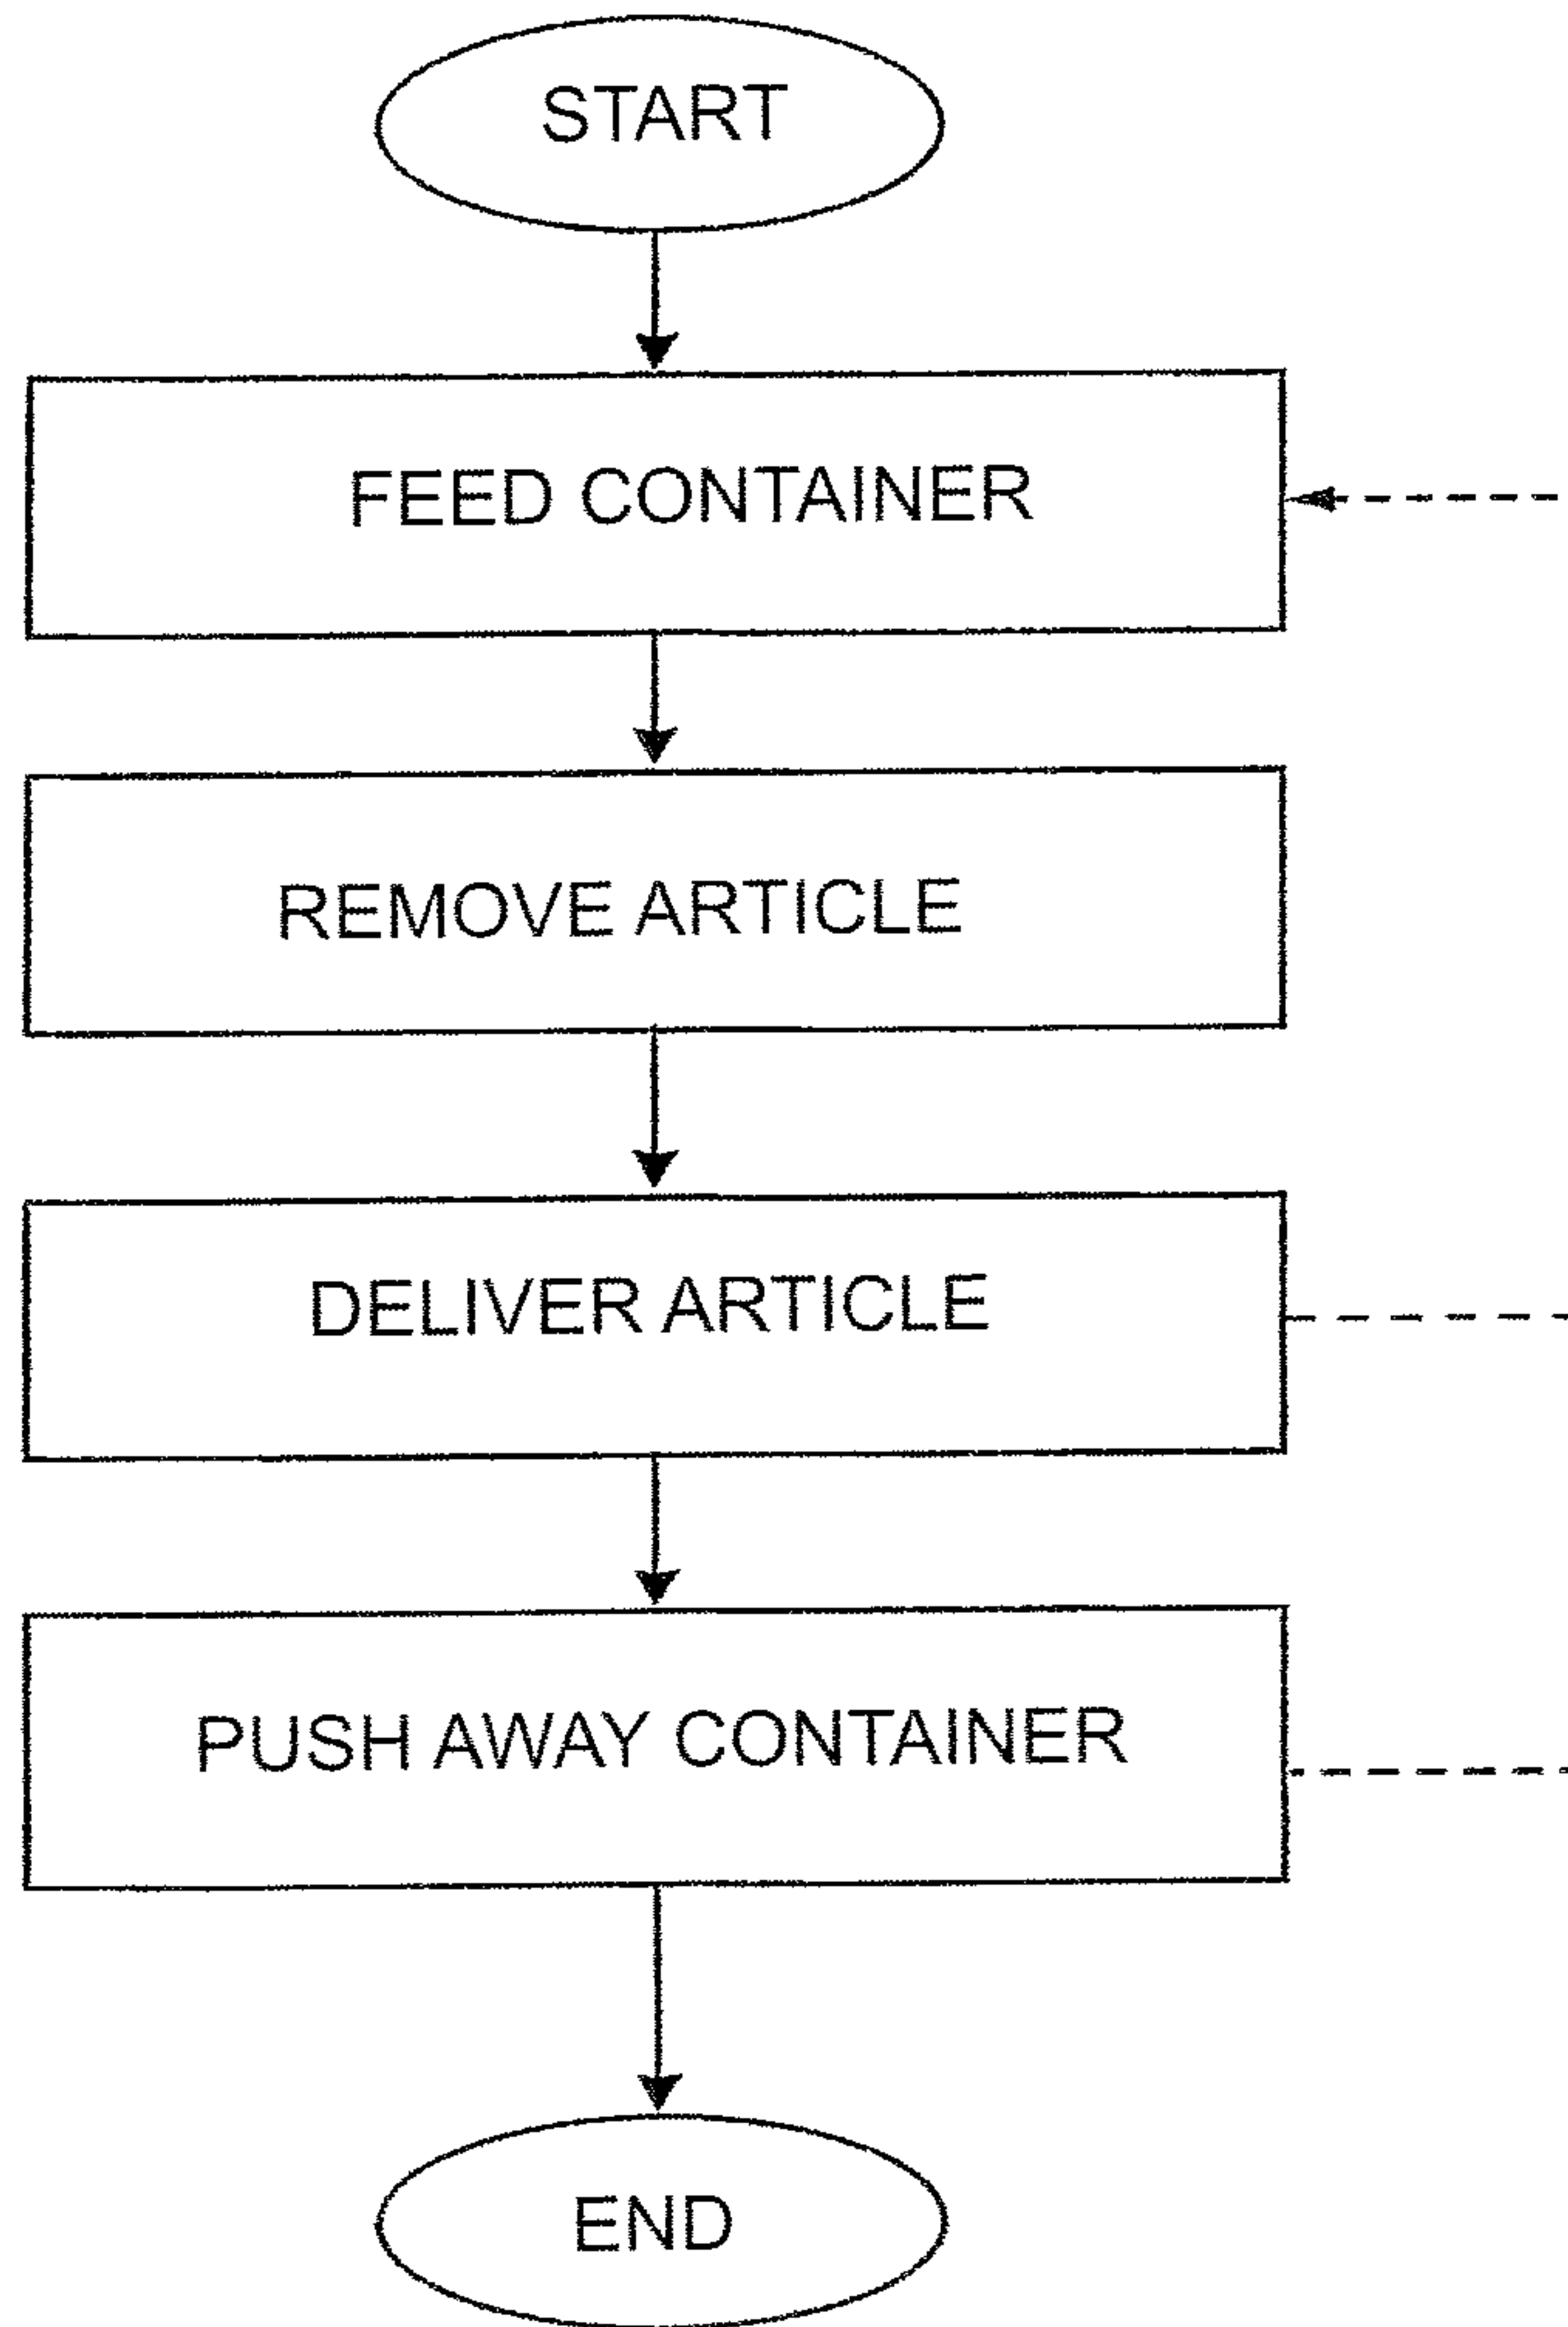 START
FEED CONTAINER
REMOVE ARTICLE
DELIVER ARTICLE
PUSH AWAY CONTAINER
END